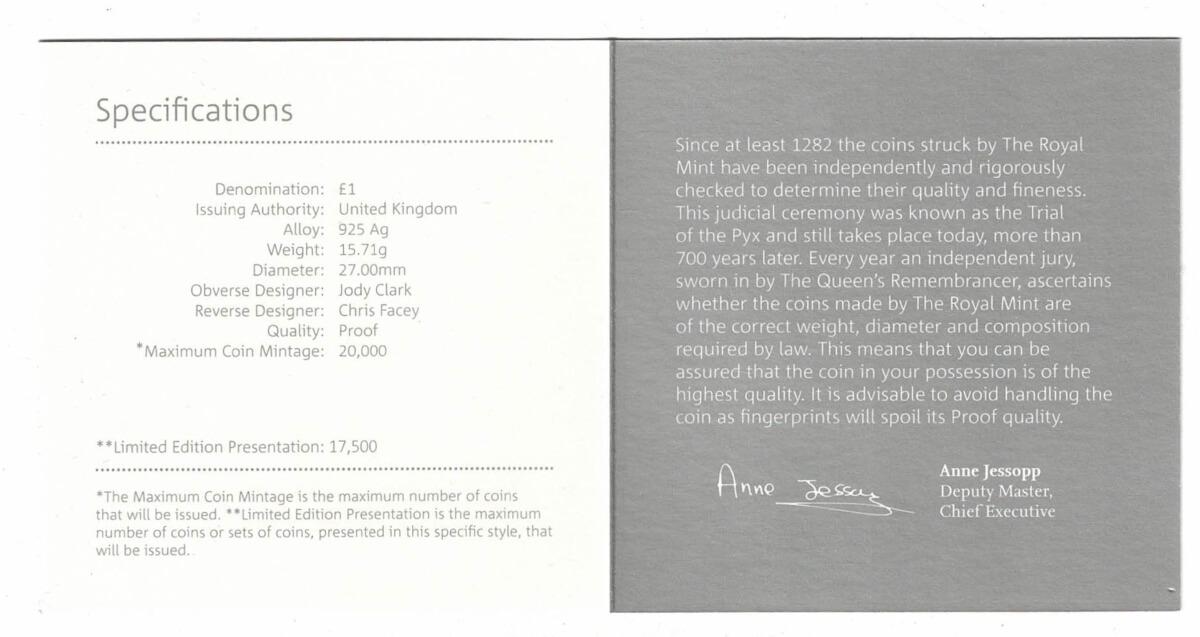 Specifications
Denomination: £1
Issuing Authority: United Kingdom
Alloy: 925 Ag
Weight: 15.71g
Diameter: 27.00mm
Obverse Designer: Jody Clark
Reverse Designer: Chris Facey
Quality: Proof
*Maximum Coin Mintage: 20,000
**Limited Edition Presentation: 17,500
*The Maximum Coin Mintage is the maximum number of coins
that will be issued. **Limited Edition Presentation is the maximum
number of coins or sets of coins, presented in this specific style, that
will be issued.
Since at least 1282 the coins struck by The Royal
Mint have been independently and rigorously
checked to determine their quality and fineness.
This judicial ceremony was known as the Trial
of the Pyx and still takes place today, more than
700 years later. Every year an independent jury,
sworn in by The Queen's Remembrancer, ascertains
whether the coins made by The Royal Mint are
of the correct weight, diameter and composition
required by law. This means that you can be
assured that the coin in your possession is of the
highest quality. It is advisable to avoid handling the
coin as fingerprints will spoil its Proof quality.
Anne Jessopp
Anne Jessopp
Deputy Master,
Chief Executive